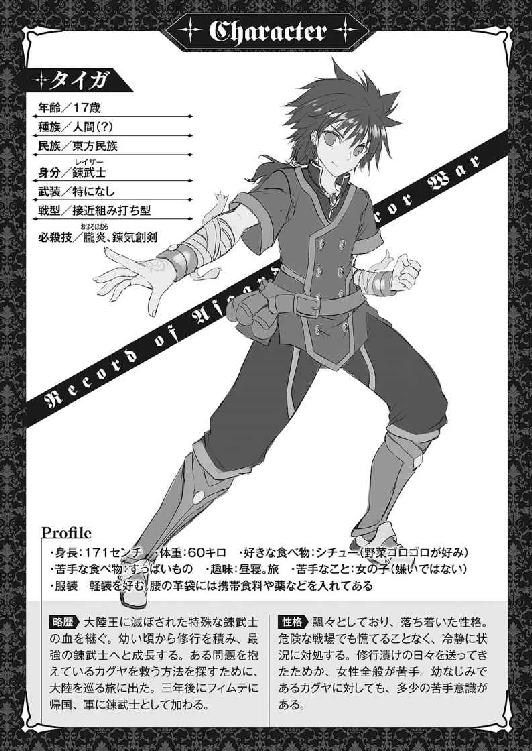 Character
タイガ
年齢／17歳
種族／人間(？)
民族／東方民族
レイザー
身分／錬武士
武装／特になし
戦型／接近組み打ち型
おぼろほむら
必殺技／朧炎、錬気創剣
Record of
War
Profile
・身長：171センチ　・体重：60キロ　・好きな食べ物：シチュー(野菜ゴロゴロが好み)
・苦手な食べ物：すっぱいもの　・趣味：昼寝。旅　・苦手なこと：女の子(嫌いではない)
・服装　軽装を好む。腰の革袋には携帯食料や薬などを入れてある
略歴 大陸王に滅ぼされた特殊な錬武士
の血を継ぐ。幼い頃から修行を積み、最
強の錬武士へと成長する。ある問題を抱
えているカグヤを救う方法を探すために、
大陸を巡る旅に出た。三年後にフィムテに
帰国、軍に錬武士として加わる。
性格 飄々としており、落ち着いた性格。
危険な戦場でも慌てることなく、冷静に状
況に対処する。修行漬けの日々を送ってき
たためか、女性全般が苦手。幼なじみで
あるカグヤに対しても、多少の苦手意識が
ある。